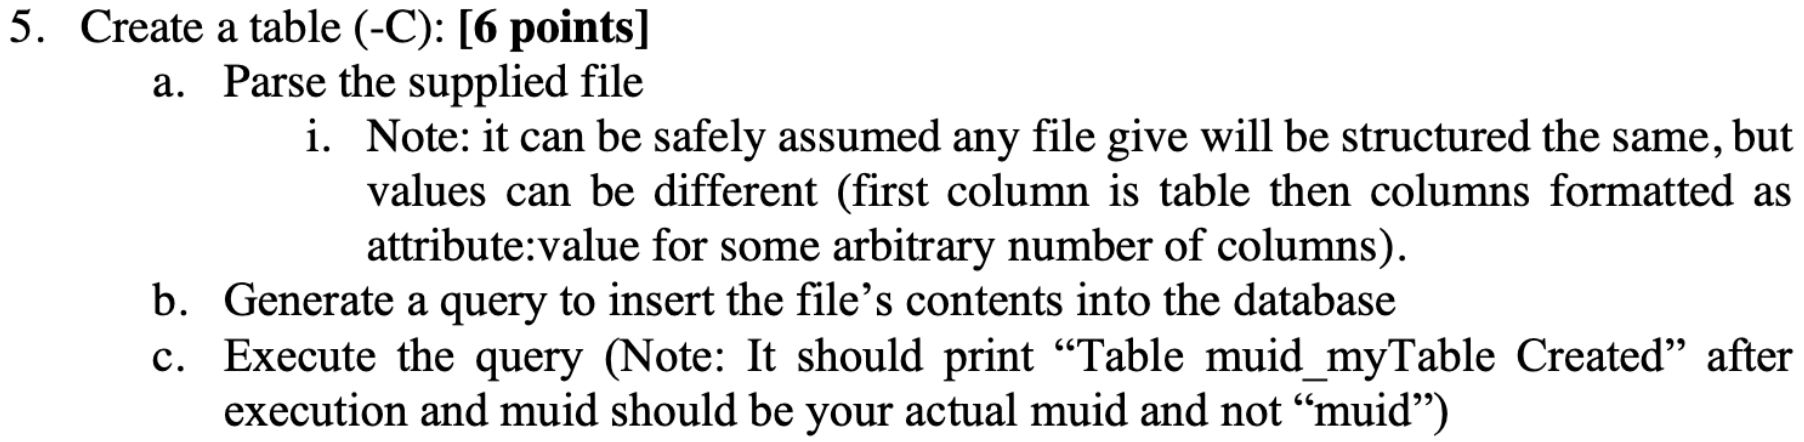 5. Create a table (-C): [6 points]
a. Parse the supplied file
i. Note: it can be safely assumed any file give will be structured the same, but
values can be different (first column is table then columns formatted as
attribute:value for some arbitrary number of columns).
b. Generate a query to insert the file’s contents into the database
c. Execute the query (Note: It should print “Table muid_myTable Created” after
execution and muid should be your actual muid and not “muid”)